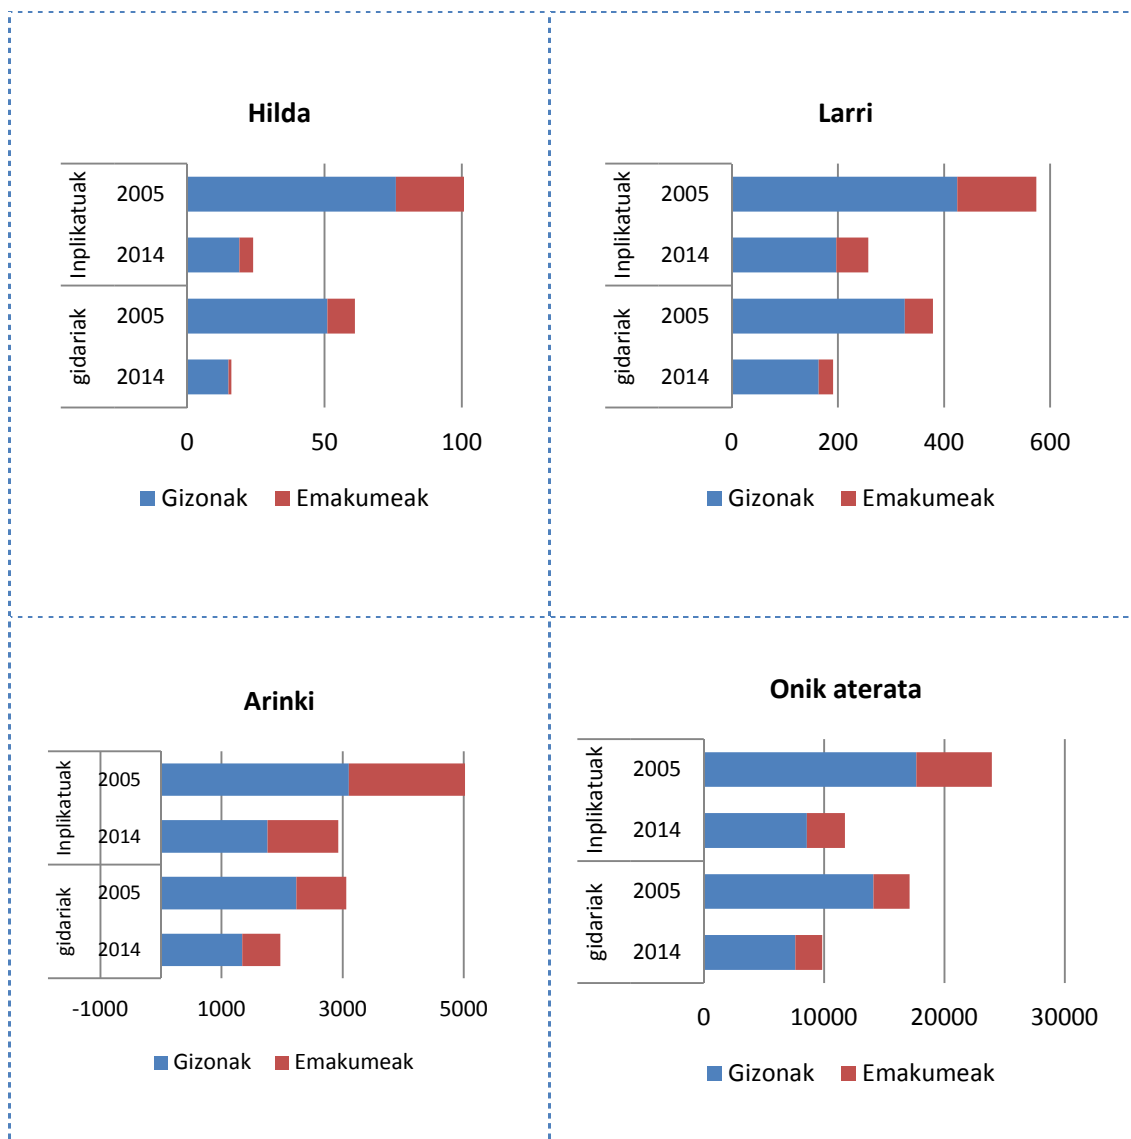 Hilda
Inplikatuak
2005
2014
gidariak
2005
2014
0 50 100
Gizonak Emakumeak
Larri
Inplikatuak
2005
2014
gidariak
2005
2014
0 200 400 600
Gizonak Emakumeak
Arinki
Inplikatuak
2005
2014
gidariak
2005
2014
-1000 1000 3000 5000
Gizonak Emakumeak
Onik aterata
Inplikatuak
2005
2014
gidariak
2005
2014
0 10000 20000 30000
Gizonak Emakumeak